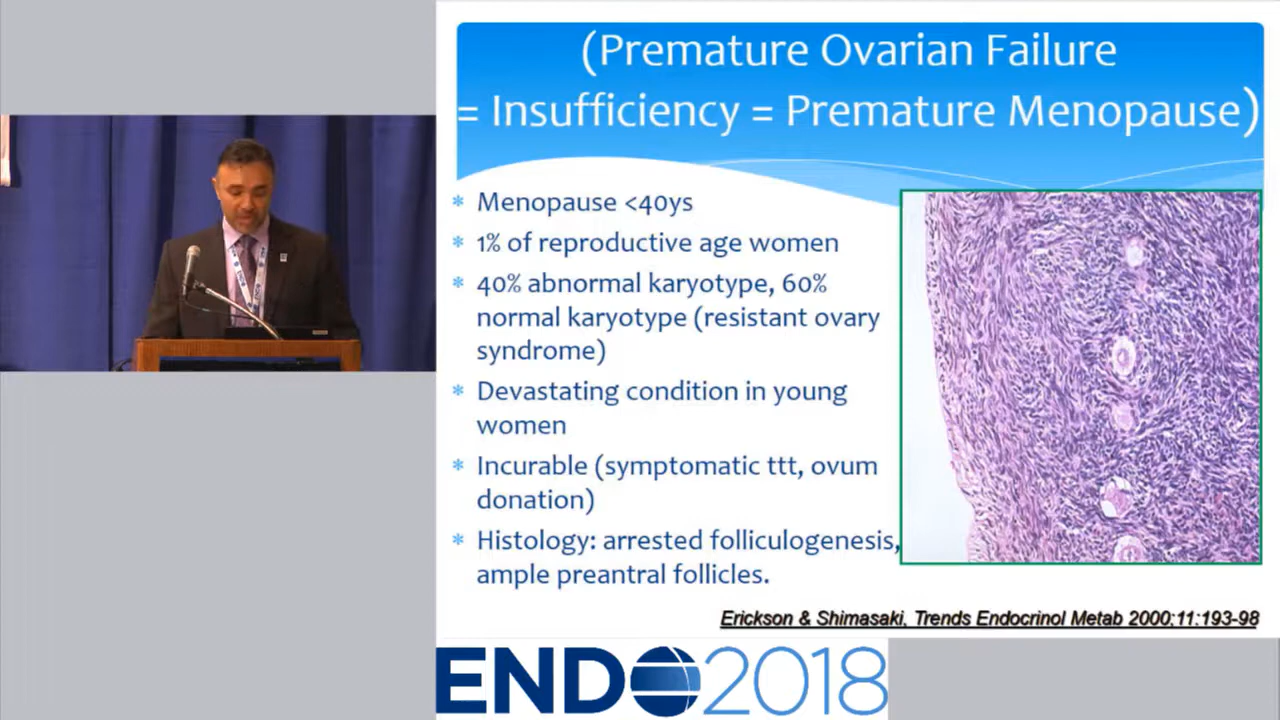 (Premature Ovarian Failure
= Insufficiency = Premature Menopause)
* Menopause <40ys
* 1% of reproductive age women
* 40% abnormal karyotype, 60%
normal karyotype (resistant ovary
syndrome)
* Devastating condition in young
women
* Incurable (symptomatic ttt, ovum
donation)
* Histology: arrested folliculogenesis,
ample preantral follicles.
Erickson & Shimasaki, Trends Endocrinol Metab 2000;11:193-98
ENDO2018